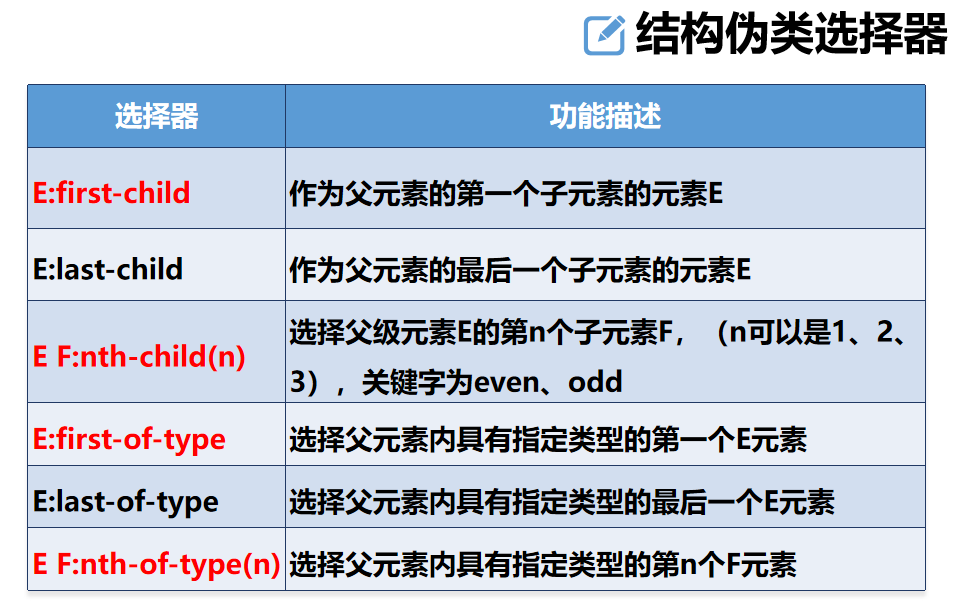 结构伪类选择器
选择器 功能描述
E:first-child 作为父元素的第一个子元素的元素E
E:last-child 作为父元素的最后一个子元素的元素E
E F:nth-child(n) 选择父级元素E的第n个子元素F，（n可以是1、2、
3），关键字为even、odd
E:first-of-type 选择父元素内具有指定类型的第一个E元素
E:last-of-type 选择父元素内具有指定类型的最后一个E元素
E F:nth-of-type(n) 选择父元素内具有指定类型的第n个F元素